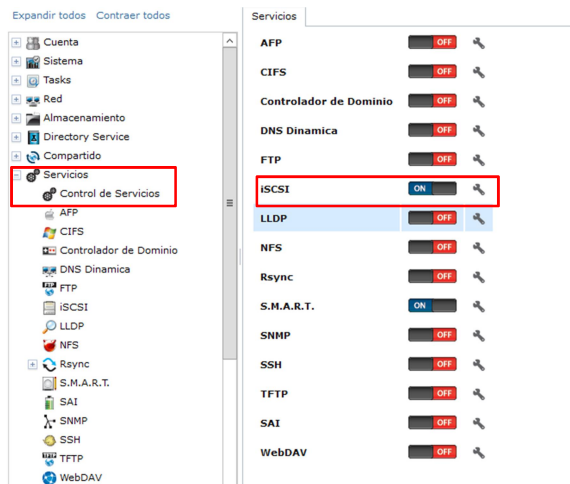 Expandir todos Contraer todos
Cuenta
Sistema
Tasks
Red
Almacenamiento
Directory Service
Compartido
Servicios
Control de Servicios
AFP
CIFS
Controlador de Dominio
DNS Dinamica
FTP
iSCSI
LLDP
NFS
Rsync
S.M.A.R.T.
SAI
SNMP
SSH
TFTP
WebDAV
Servicios
AFP OFF
CIFS OFF
Controlador de Dominio OFF
DNS Dinamica OFF
FTP OFF
iSCSI ON
LLDP OFF
NFS OFF
Rsync OFF
S.M.A.R.T. ON
SNMP OFF
SSH OFF
TFTP OFF
SAI OFF
WebDAV OFF